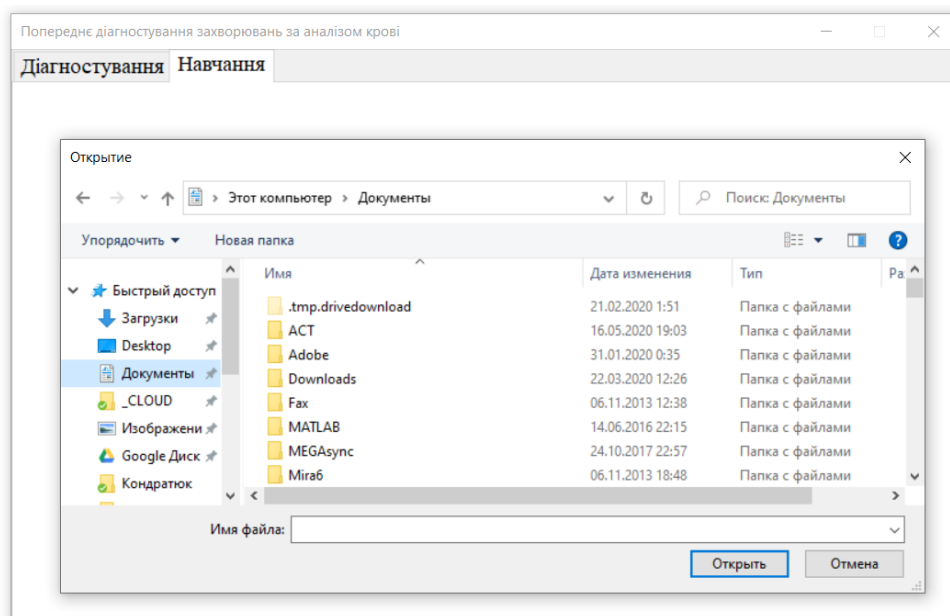 Попереднє діагностування захворювань за аналізом крові
Діагностування Навчання
Открытие
Этот компьютер Документы Поиск: Документы
Упорядочить Новая папка
Имя Дата изменения Тип
Быстрый доступ
Загрузки
Desktop
Документы
_CLOUD
Изображени
Google Диск
Кондратюк
.tmp.drivedownload 21.02.2020 1:51 Папка с файлами
ACT 16.05.2020 19:03 Папка с файлами
Adobe 31.01.2020 0:35 Папка с файлами
Downloads 22.03.2020 12:26 Папка с файлами
Fax 06.11.2013 12:38 Папка с файлами
MATLAB 14.06.2016 22:15 Папка с файлами
MEGAsync 24.10.2017 22:57 Папка с файлами
Mira6 06.11.2013 18:48 Папка с файлами
Имя файла:
Открыть Отмена